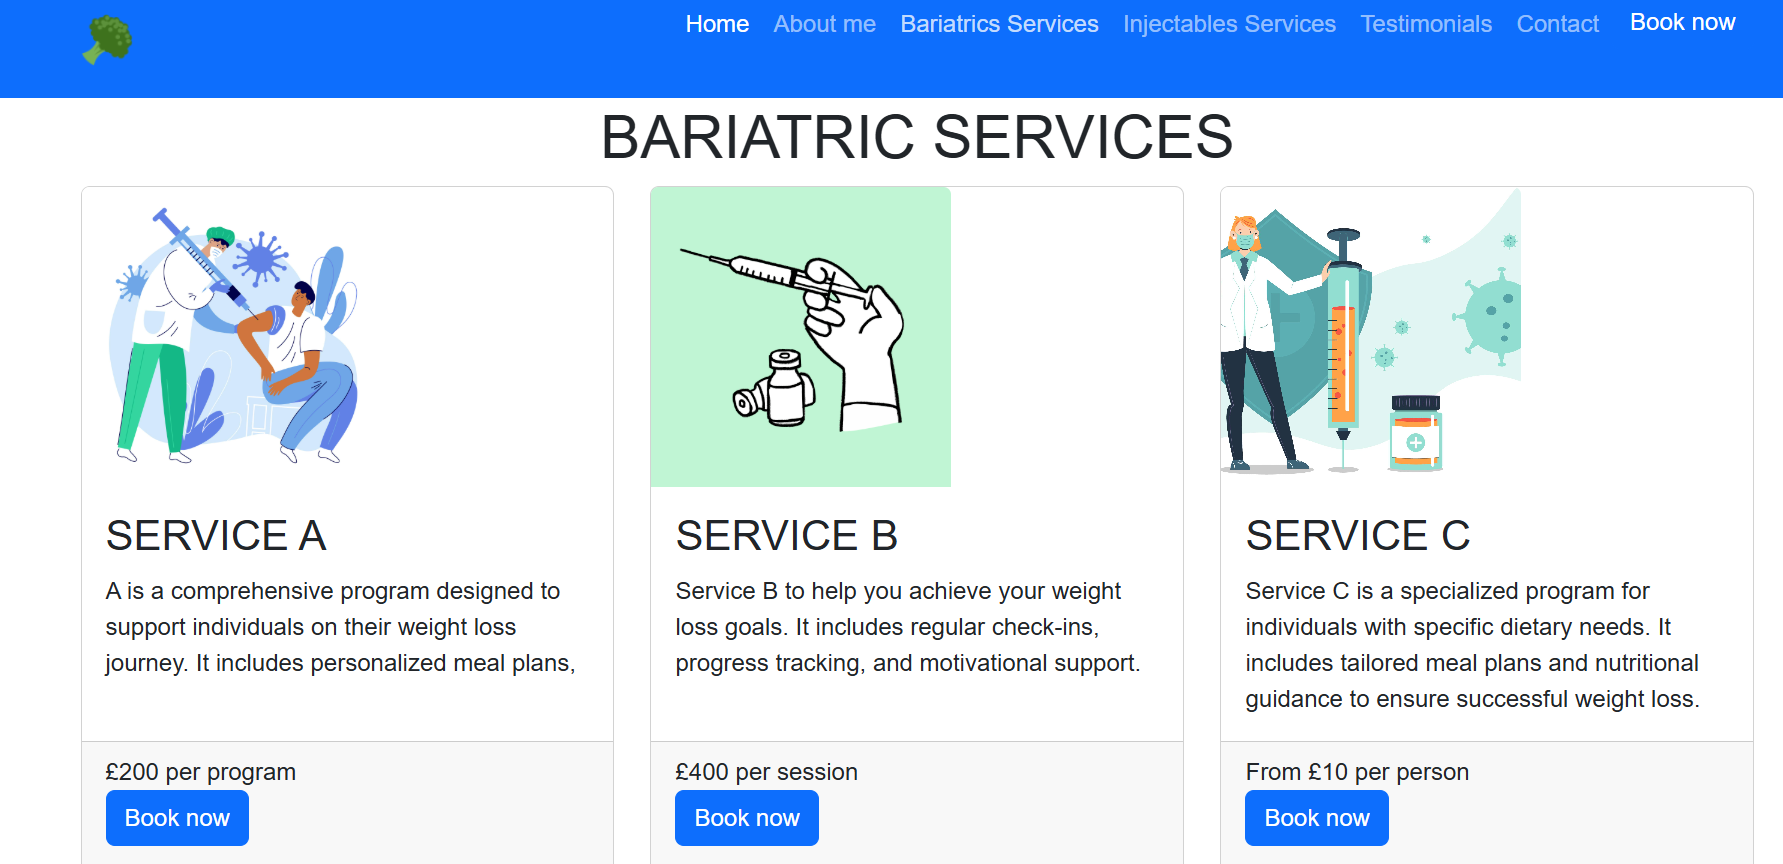 Home About me Bariatrics Services Injectables Services Testimonials Contact Book now
BARIATRIC SERVICES
SERVICE A
A is a comprehensive program designed to
support individuals on their weight loss
journey. It includes personalized meal plans,
£200 per program
Book now
SERVICE B
Service B to help you achieve your weight
loss goals. It includes regular check-ins,
progress tracking, and motivational support.
£400 per session
Book now
SERVICE C
Service C is a specialized program for
individuals with specific dietary needs. It
includes tailored meal plans and nutritional
guidance to ensure successful weight loss.
From £10 per person
Book now